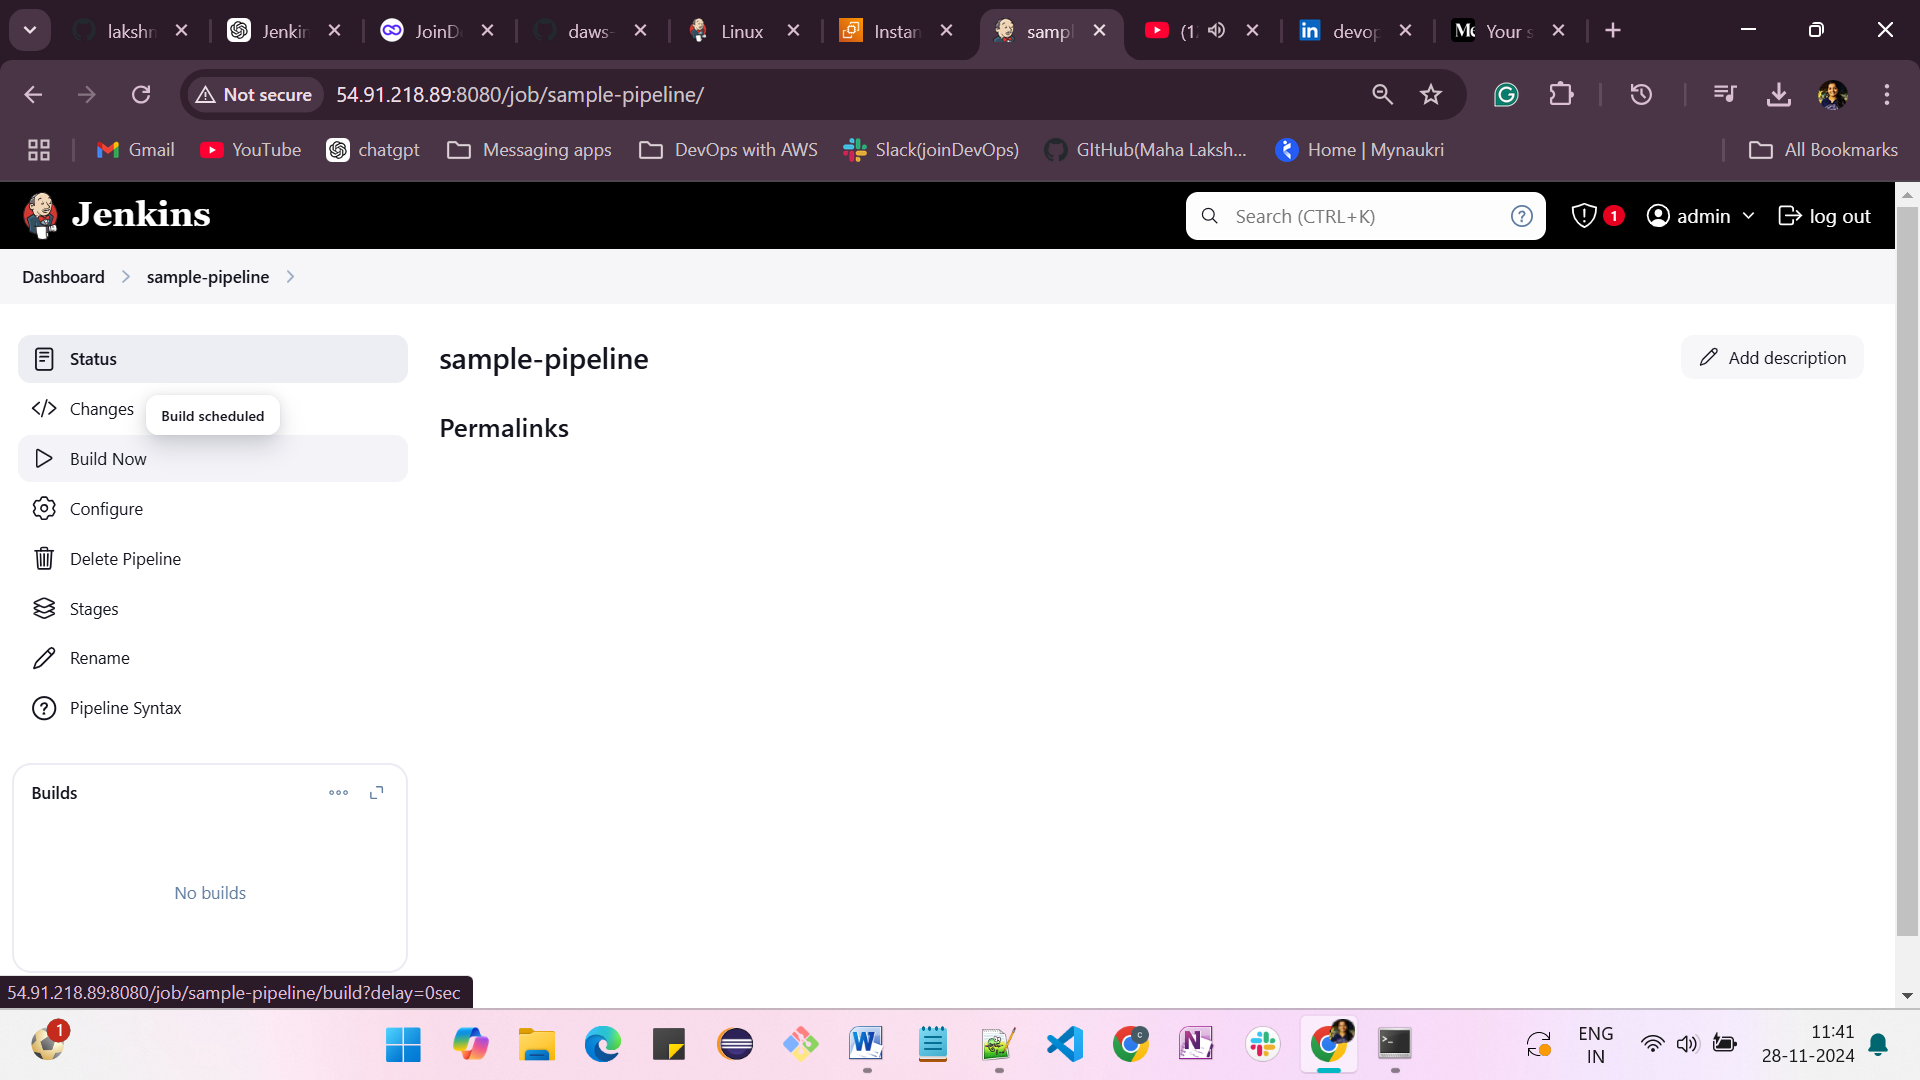 lakshn
Jenkin
JoinD
daws-
Linux
Instan
sampl
(1
devop
Your s
Not secure
54.91.218.89:8080/job/sample-pipeline/
Gmail
YouTube
chatgpt
Messaging apps
DevOps with AWS
Slack(joinDevOps)
GItHub(Maha Laksh...
Home | Mynaukri
All Bookmarks
Jenkins
Search (CTRL+K)
1
admin
log out
Dashboard
sample-pipeline
Status
sample-pipeline
Add description
Changes
Build scheduled
Permalinks
Build Now
Configure
Delete Pipeline
Stages
Rename
Pipeline Syntax
Builds
No builds
54.91.218.89:8080/job/sample-pipeline/build?delay=0sec
1
ENG
IN
11:41
28-11-2024